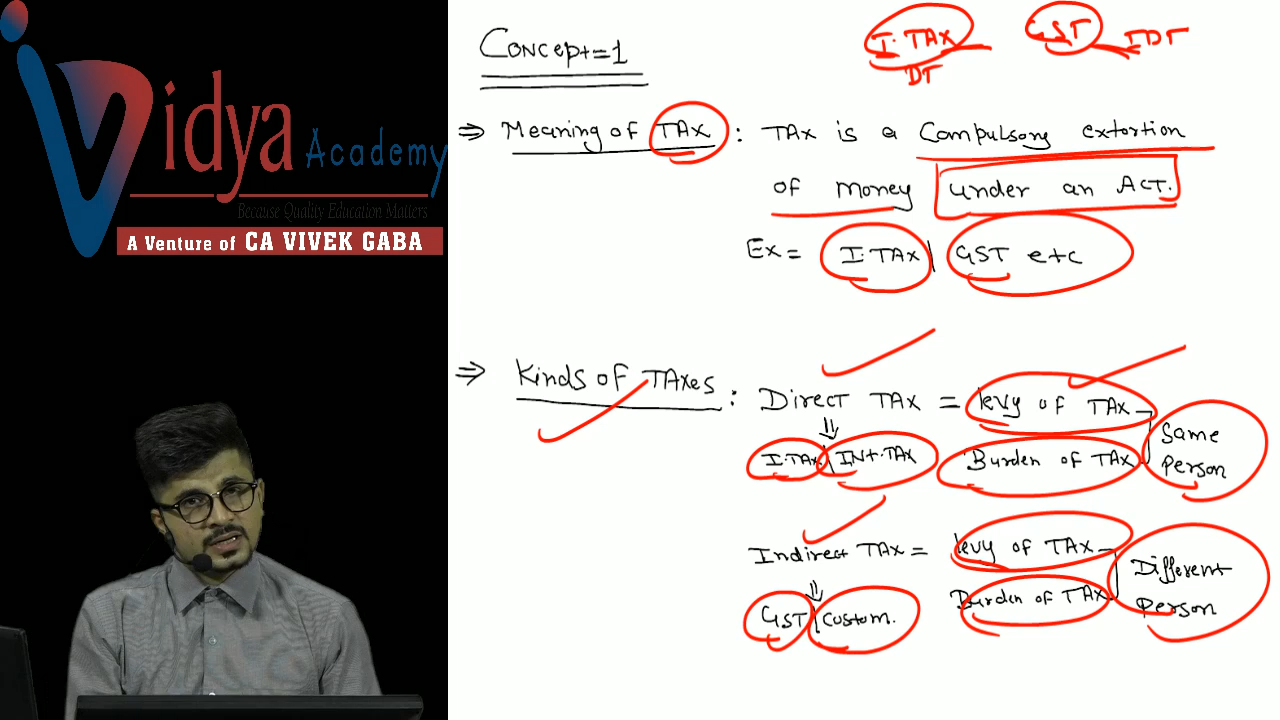 Vidya Academy
Because Quality Education Matters
A Venture of CA VIVEK GABA
I.TAX GST IDT
DT
Concept=1
⇒ Meaning of TAX : TAX is a Compulsory extortion
of money under an ACT.
Ex = I.TAX | GST etc
⇒ Kinds of TAXes : Direct TAX = levy of TAX
Burden of TAX
Same
Person
⇓
I.TAX | INt.TAX
Indirect TAX = levy of TAX
Burden of TAX
Different
Person
⇓
GST | Custom.